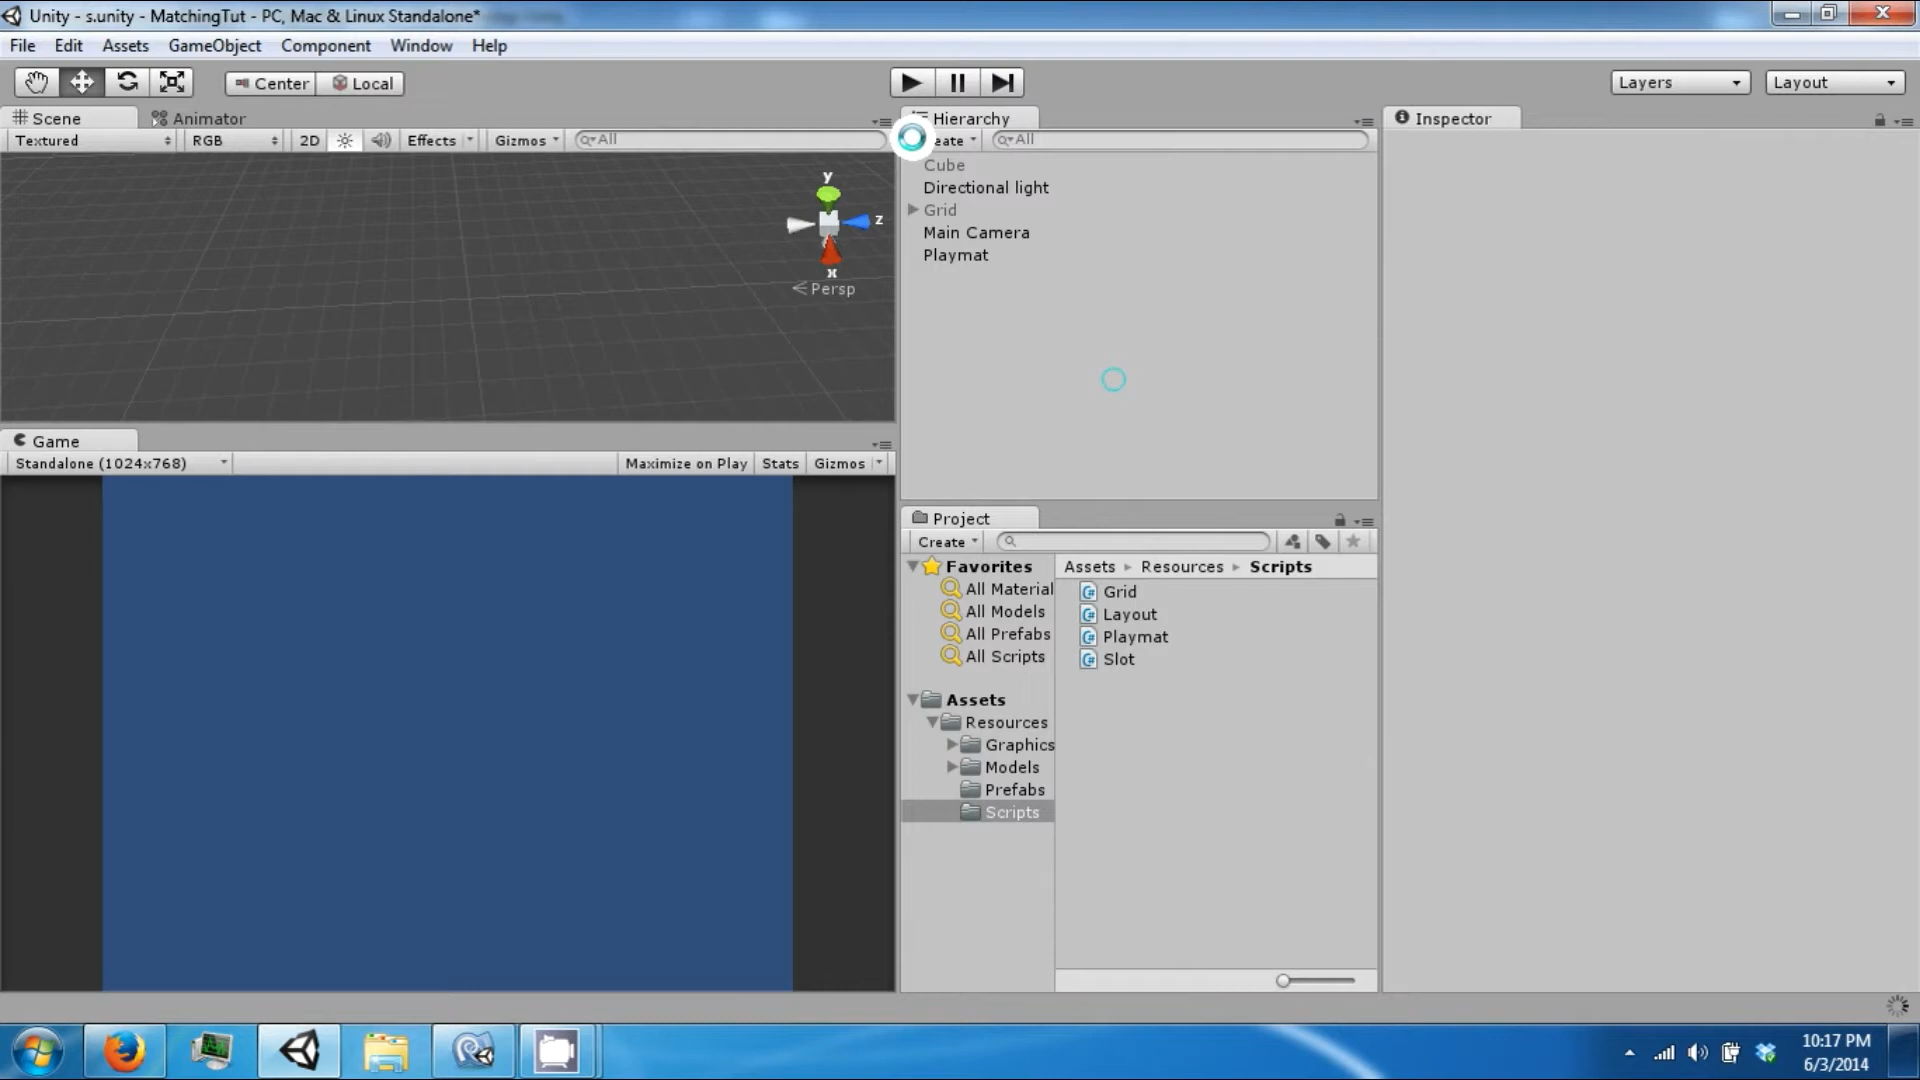 Unity - s.unity - MatchingTut - PC, Mac & Linux Standalone*
File Edit Assets GameObject Component Window Help
Center Local Layers Layout
Scene Animator
Textured RGB 2D Effects Gizmos All
y
z
x
Persp
Game
Standalone (1024x768) Maximize on Play Stats Gizmos
Hierarchy
eate All
Cube
Directional light
Grid
Main Camera
Playmat
Project
Create
Favorites
All Material
All Models
All Prefabs
All Scripts
Assets
Resources
Graphics
Models
Prefabs
Scripts
Assets Resources Scripts
Grid
Layout
Playmat
Slot
Inspector
10:17 PM
6/3/2014